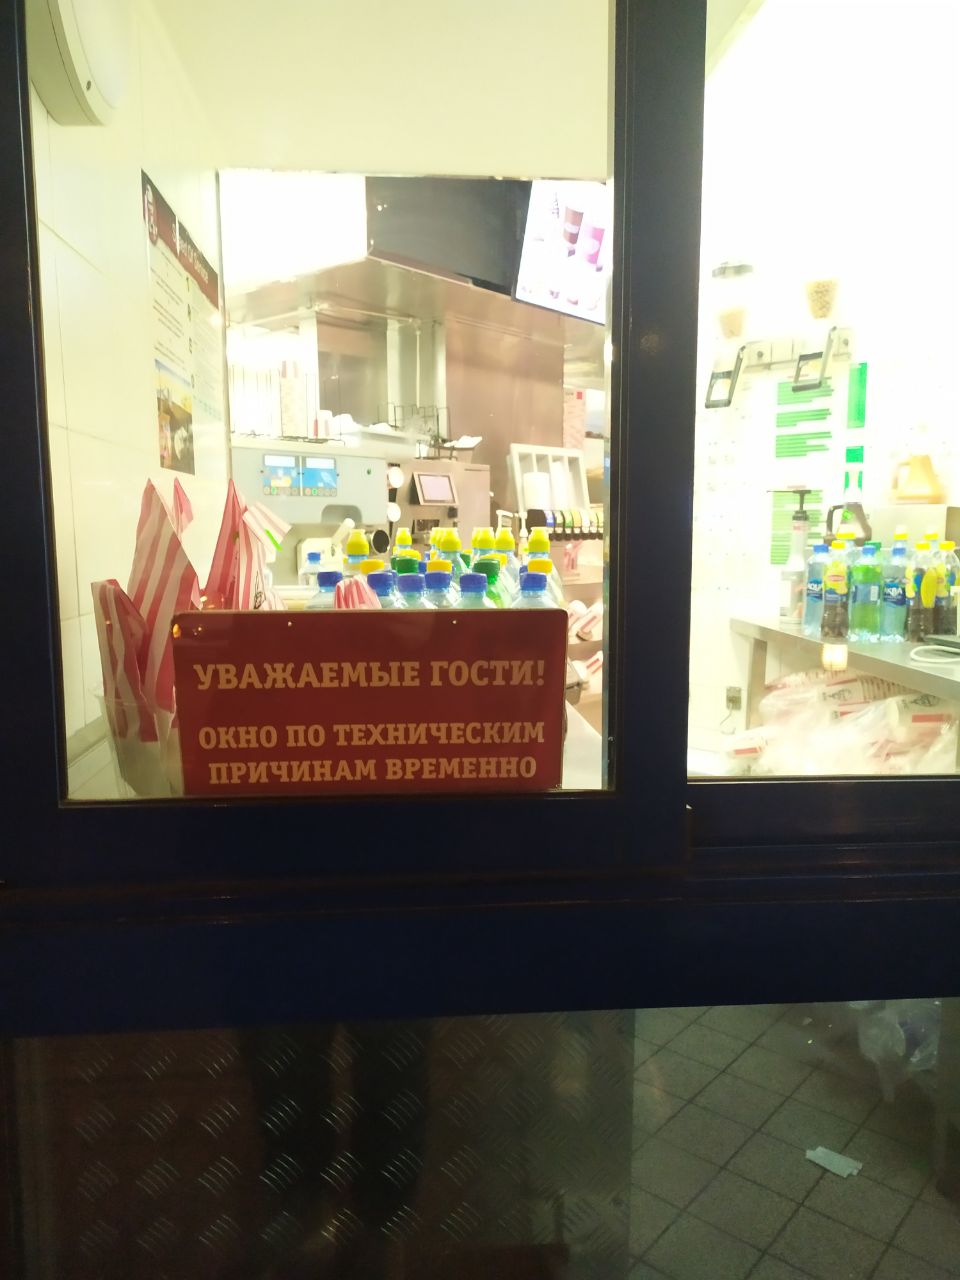 УВАЖАЕМЫЕ ГОСТИ!
ОКНО ПО ТЕХНИЧЕСКИМ
ПРИЧИНАМ ВРЕМЕННО